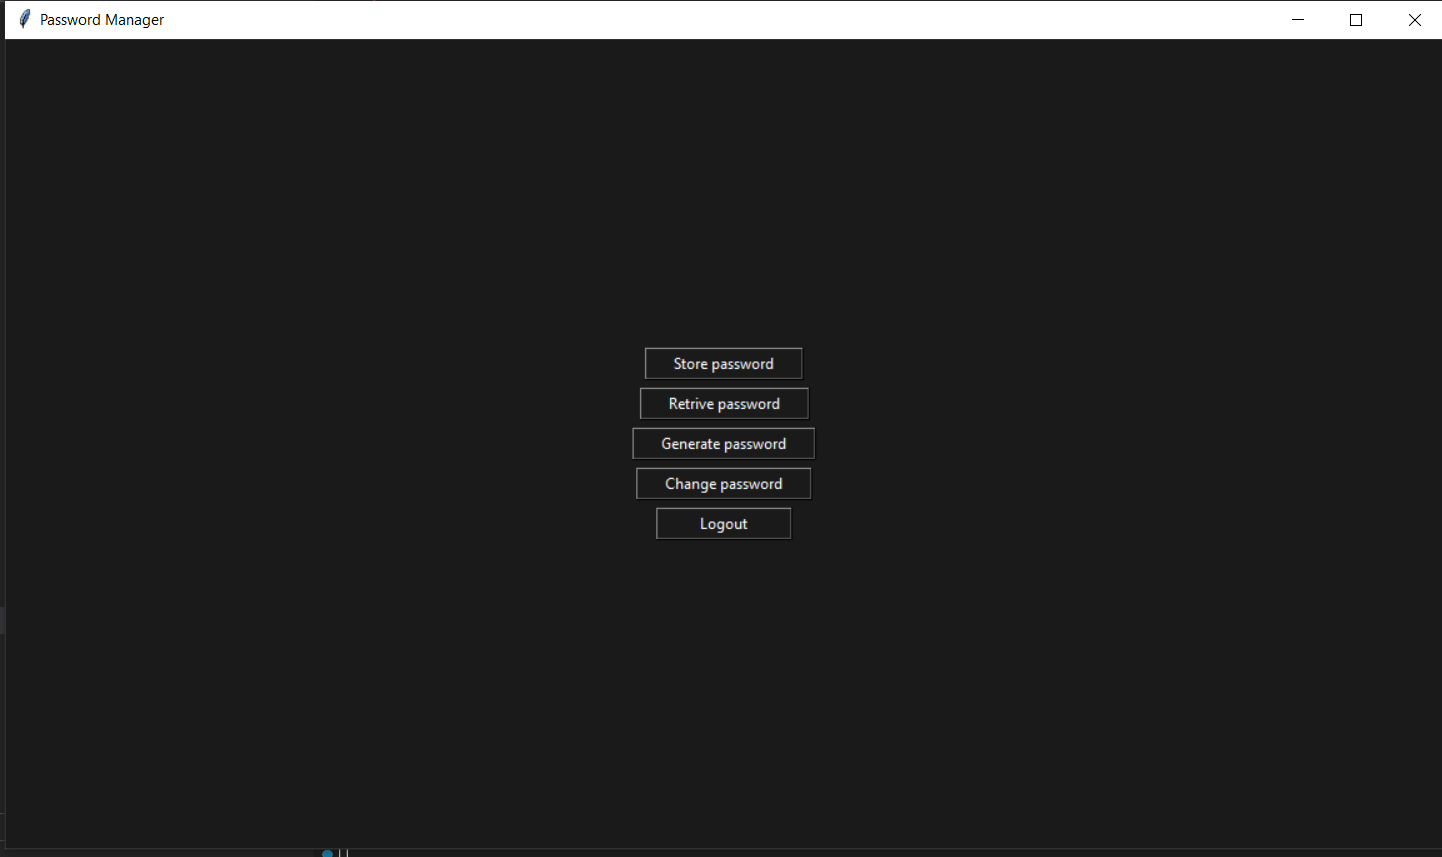 Password Manager
Store password
Retrive password
Generate password
Change password
Logout